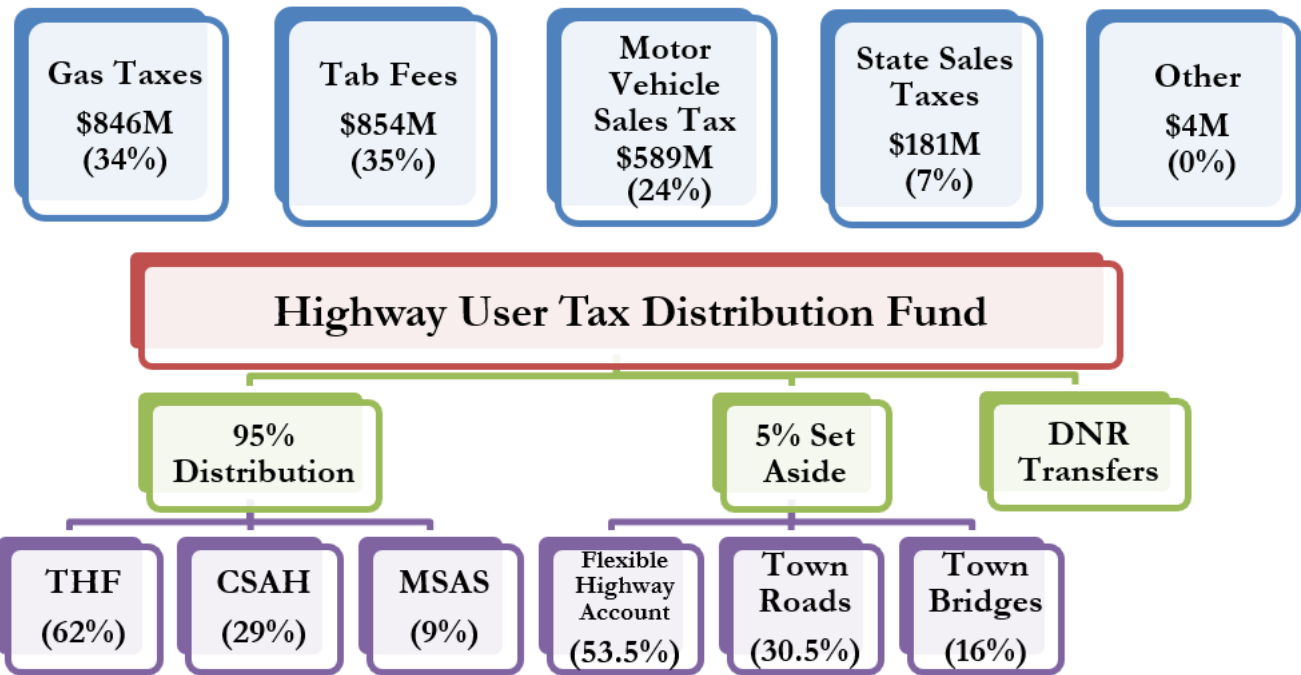 Gas Taxes
$846M
(34%)
Tab Fees
$854M
(35%)
Motor
Vehicle
Sales Tax
$589M
(24%)
State Sales
Taxes
$181M
(7%)
Other
$4M
(0%)
Highway User Tax Distribution Fund
95%
Distribution
5% Set
Aside
DNR
Transfers
THF
(62%)
CSAH
(29%)
MSAS
(9%)
Flexible
Highway
Account
(53.5%)
Town
Roads
(30.5%)
Town
Bridges
(16%)